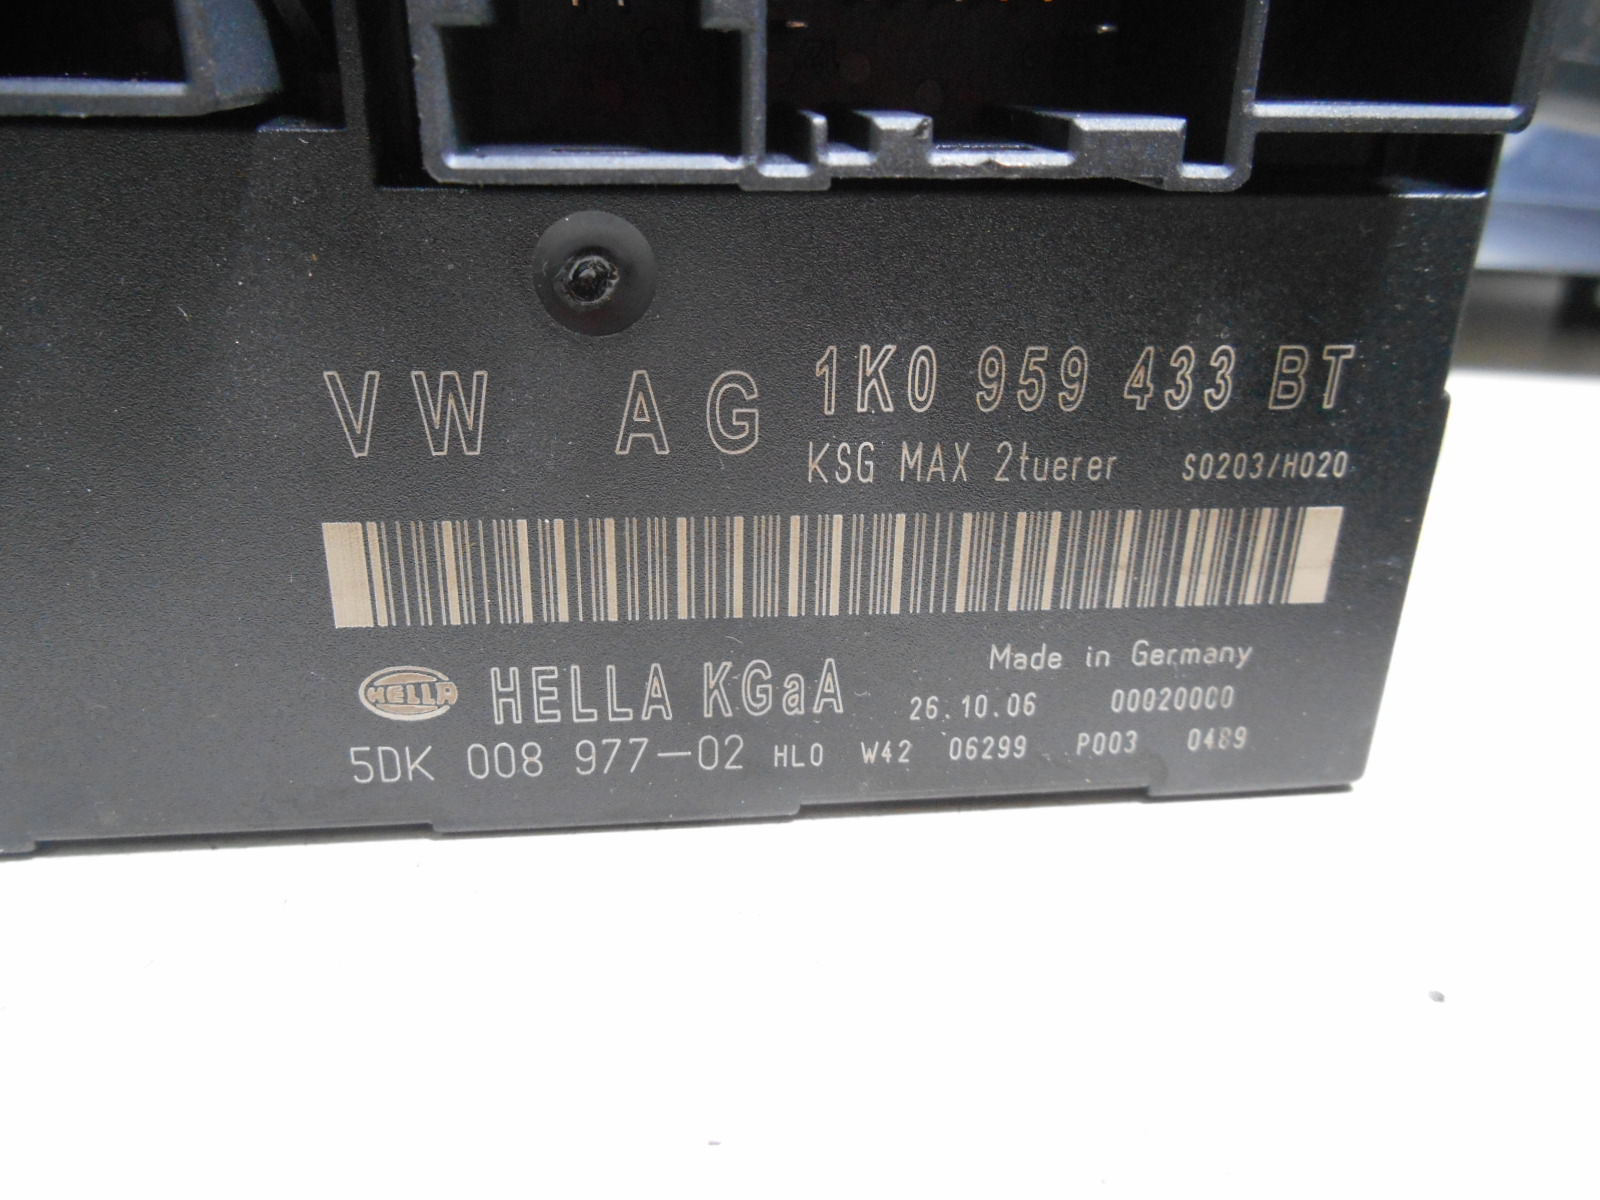 VW AG 1K0 959 433 BT
KSG MAX 2tuerer S0203/H020
Made in Germany
HELLA HELLA KGaA 26.10.06 00020000
5DK 008 977-02 HLO W42 06299 P003 0489